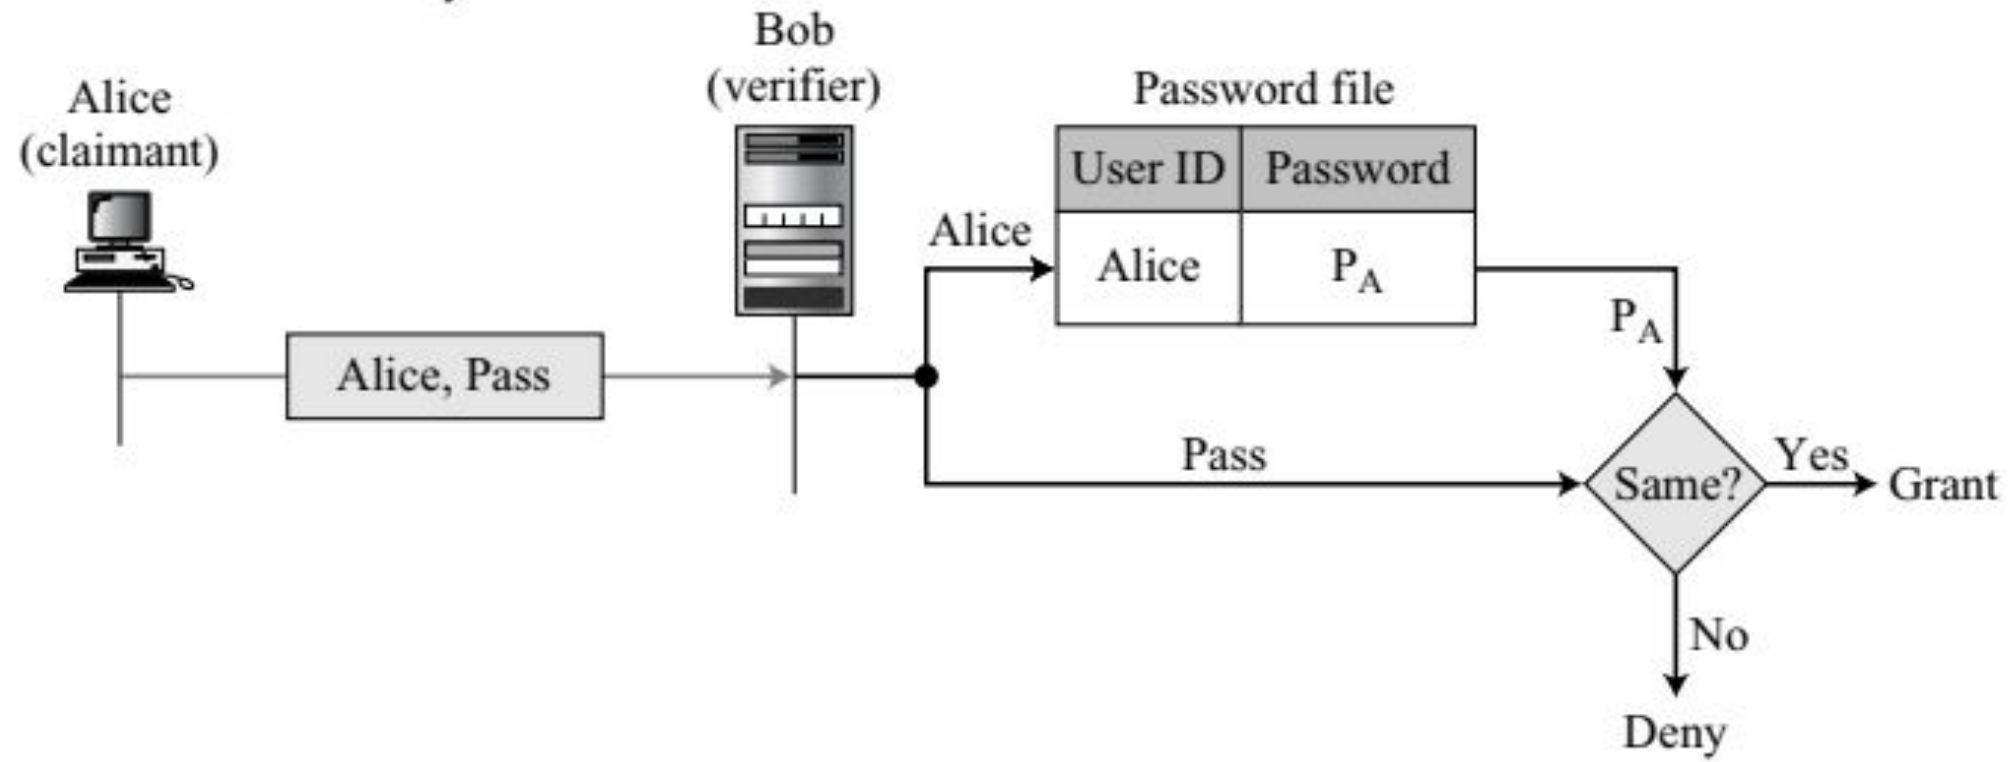 Bob
(verifier)
Alice
(claimant)
Password file
User ID Password
Alice
Alice P_A
P_A
Alice, Pass
Pass
Same?
Yes
Grant
No
Deny